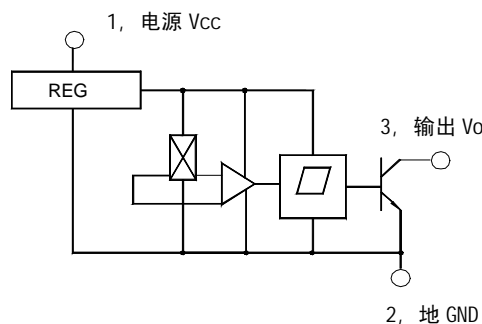 1, 电源 Vcc
REG
3, 输出 Vo
2, 地 GND